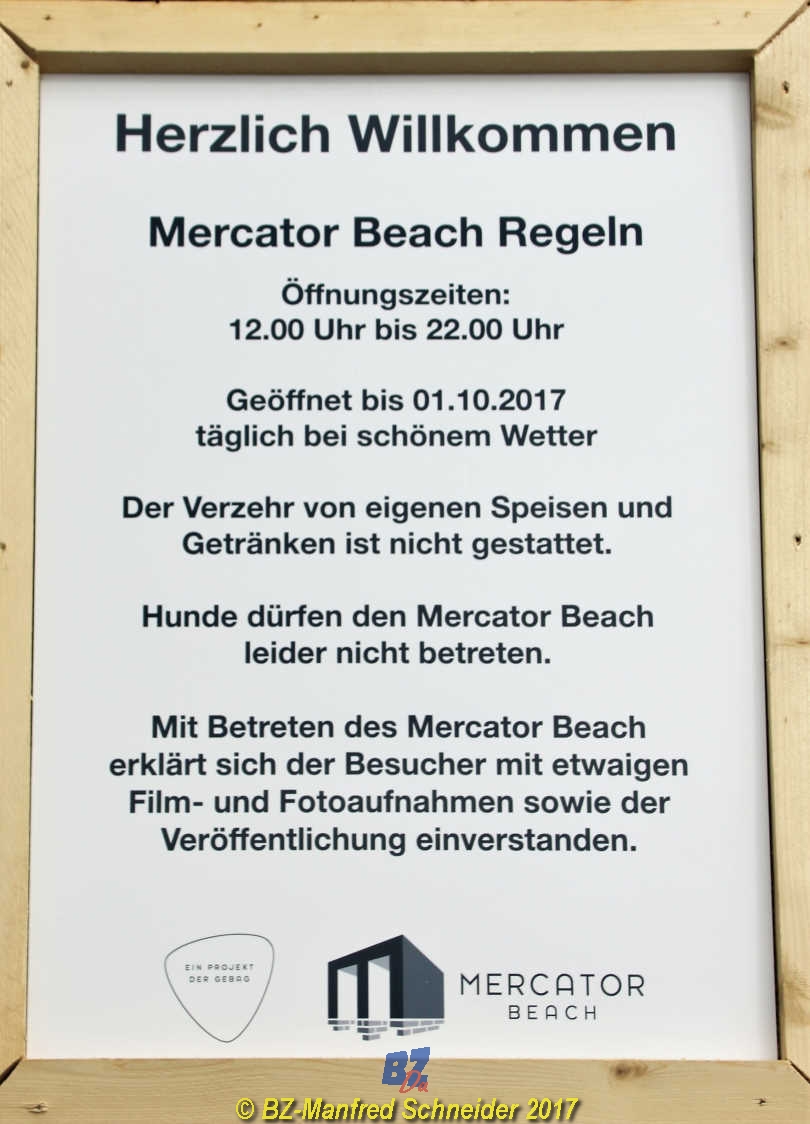 Herzlich Willkommen
Mercator Beach Regeln
Öffnungszeiten:
12.00 Uhr bis 22.00 Uhr
Geöffnet bis 01.10.2017
täglich bei schönem Wetter
Der Verzehr von eigenen Speisen und
Getränken ist nicht gestattet.
Hunde dürfen den Mercator Beach
leider nicht betreten.
Mit Betreten des Mercator Beach
erklärt sich der Besucher mit etwaigen
Film- und Fotoaufnahmen sowie der
Veröffentlichung einverstanden.
EIN PROJEKT
DER GEBAG
MERCATOR
BEACH
BZ
Du
© BZ-Manfred Schneider 2017